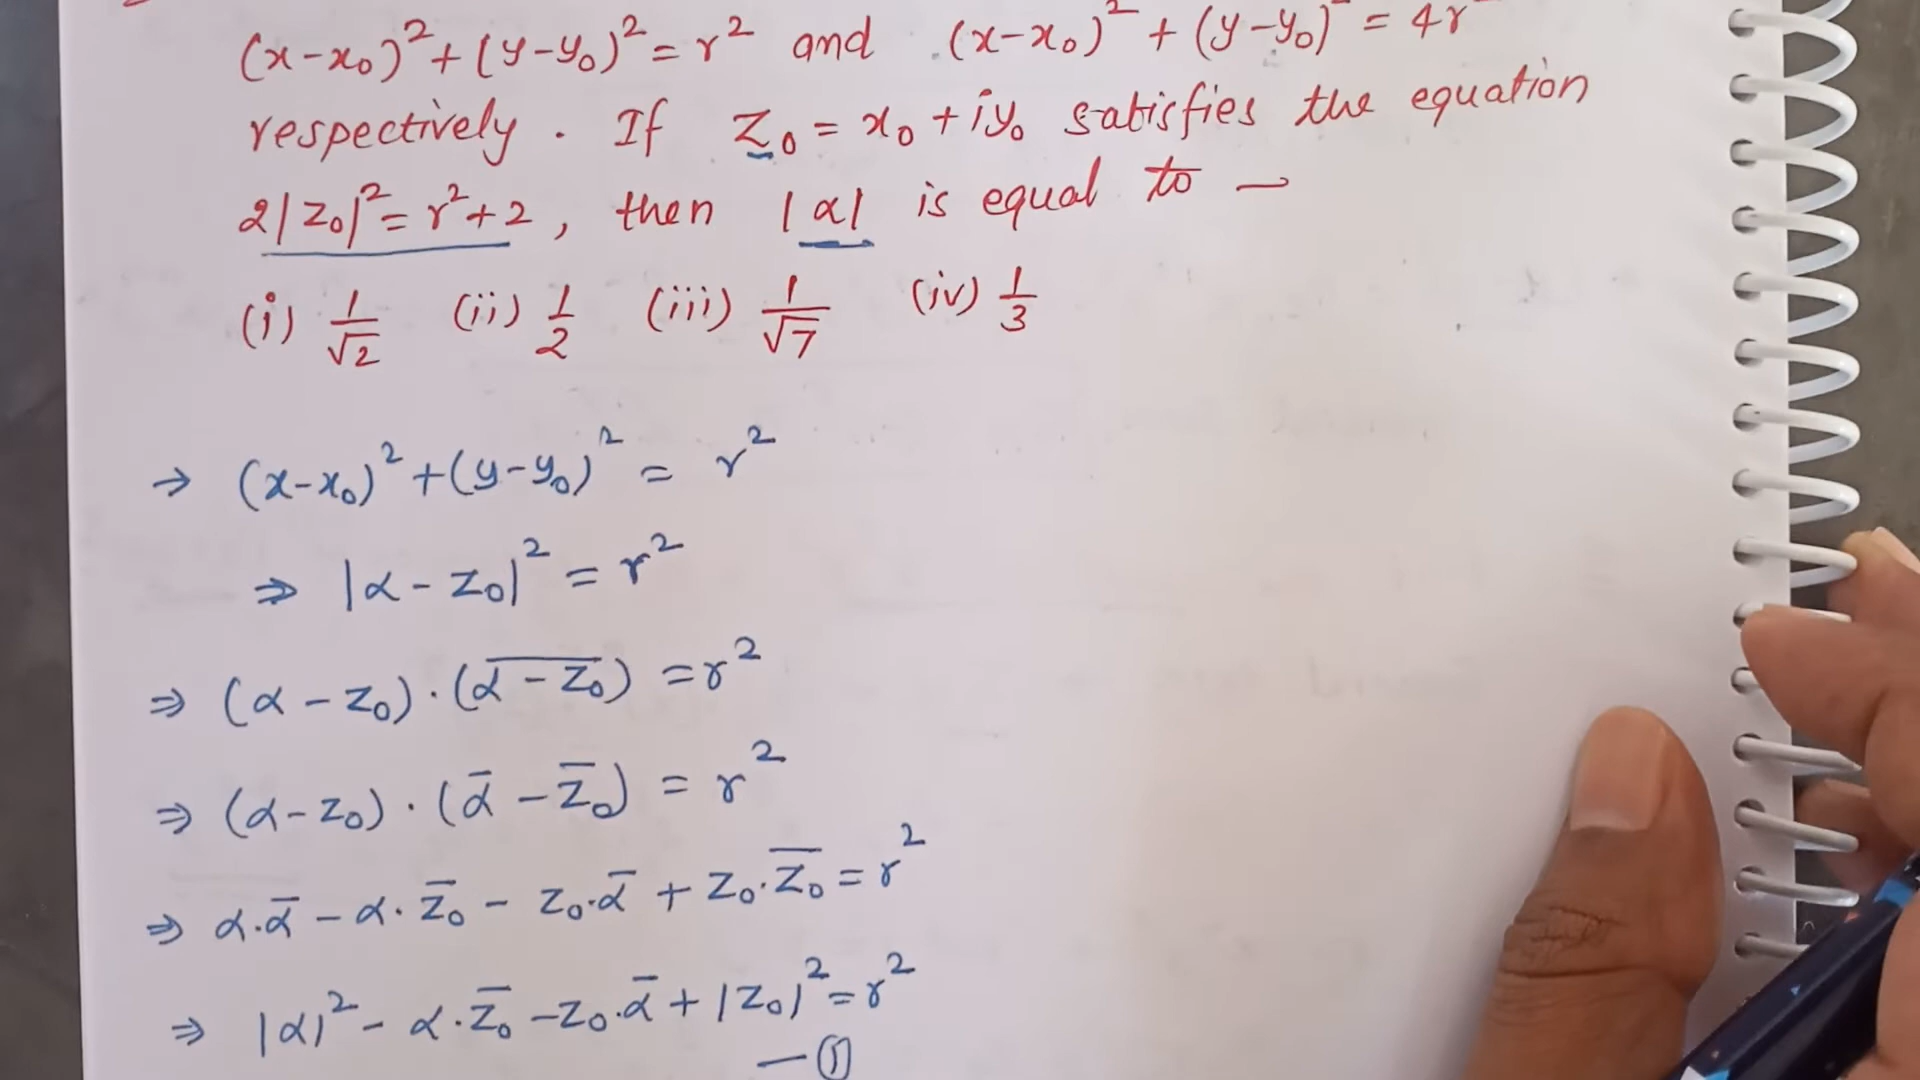 (x-x₀)²+(y-y₀)²=r² and (x-x₀)²+(y-y₀)²=4r²
respectively. If z₀=x₀+iy₀ satisfies the equation
2|z₀|²=r²+2, then |α| is equal to –
(i) 1/√2 (ii) 1/2 (iii) 1/√7 (iv) 1/3
→ (x-x₀)²+(y-y₀)² = r²
⇒ |α-z₀|² = r²
⇒ (α-z₀)·(\overline{α-z₀}) = r²
⇒ (α-z₀)·(ᾱ-z̄₀) = r²
⇒ α·ᾱ - α·z̄₀ - z₀·ᾱ + z₀·z̄₀ = r²
⇒ |α|² - α·z̄₀ - z₀·ᾱ + |z₀|² = r²
— ①